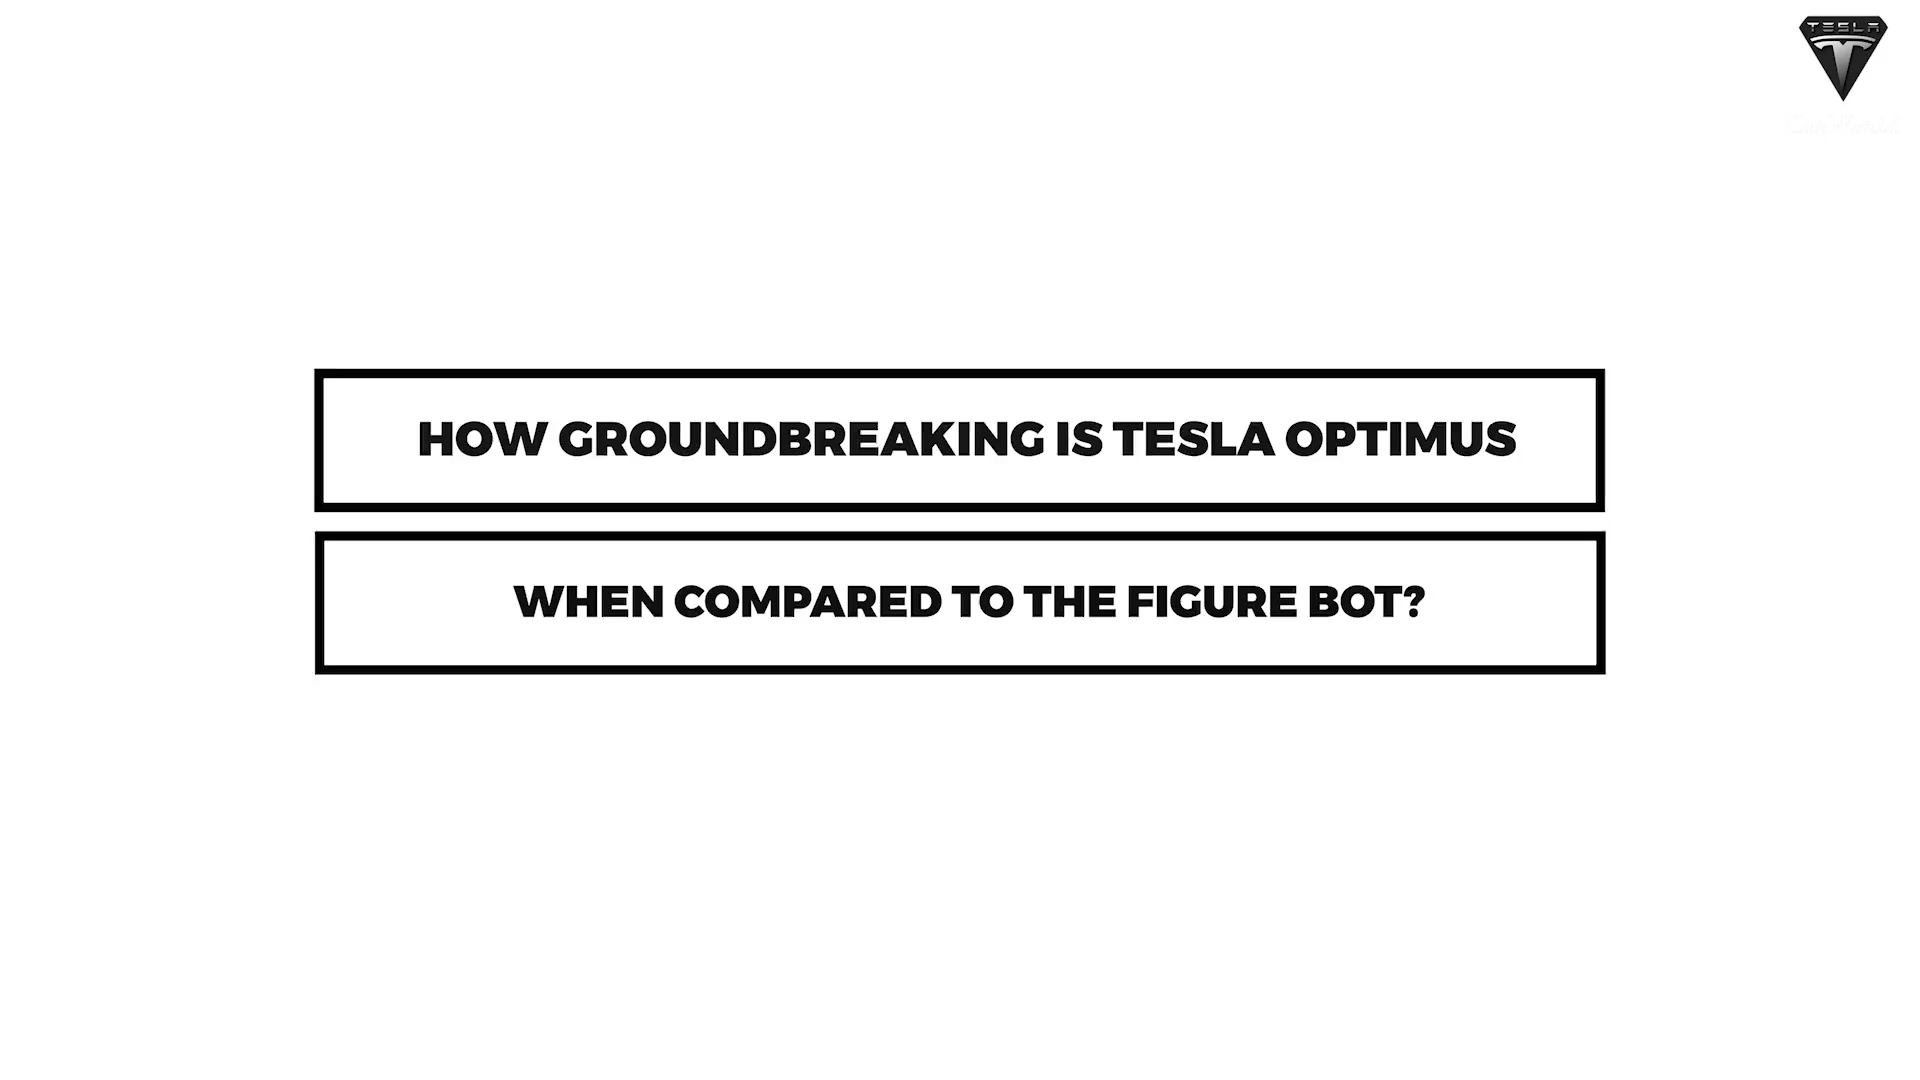 TESLA
HOW GROUNDBREAKING IS TESLA OPTIMUS
WHEN COMPARED TO THE FIGURE BOT?